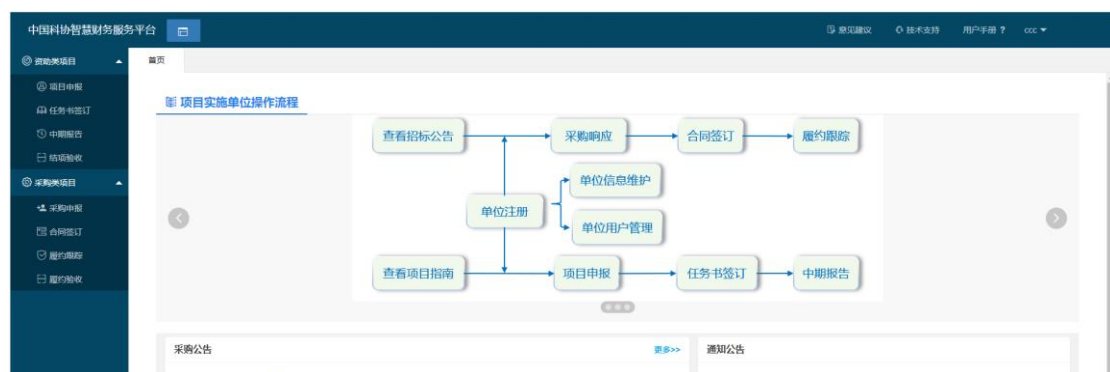 中国科协智慧财务服务平台 意见建议 技术支持 用户手册 ? ccc
资助类项目
首页
项目申报
任务书签订
中期报告
结项验收
采购类项目
采购申报
合同签订
履约跟踪
履约验收
项目实施单位操作流程
查看招标公告 采购响应 合同签订 履约跟踪
单位信息维护
单位注册
单位用户管理
查看项目指南 项目申报 任务书签订 中期报告
采购公告 更多>> 通知公告